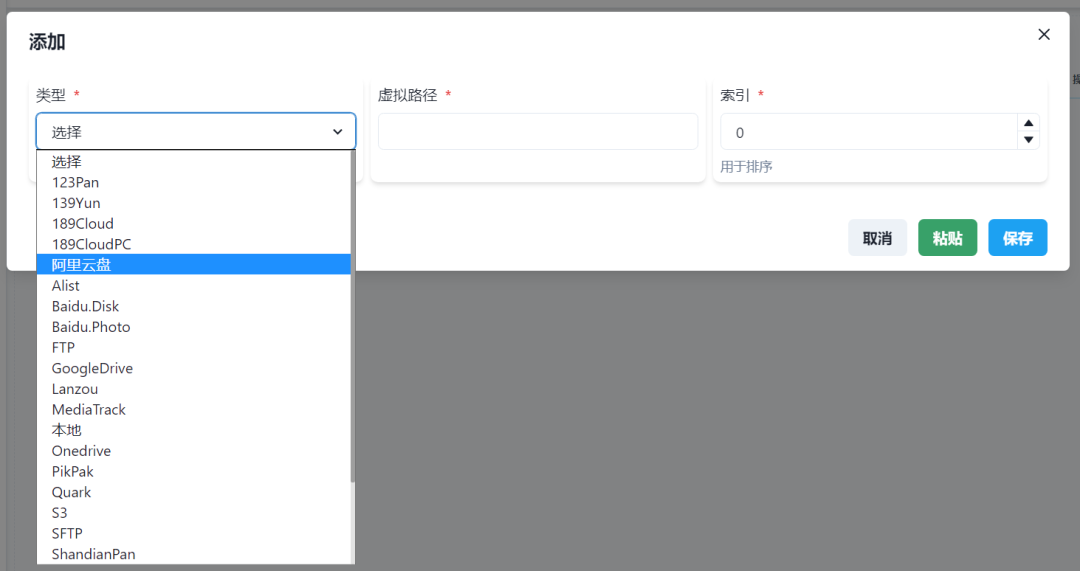 添加
类型 * 虚拟路径 * 索引 *
选择 0
用于排序
选择
123Pan
139Yun
189Cloud
189CloudPC
阿里云盘
Alist
Baidu.Disk
Baidu.Photo
FTP
GoogleDrive
Lanzou
MediaTrack
本地
Onedrive
PikPak
Quark
S3
SFTP
ShandianPan
取消 粘贴 保存